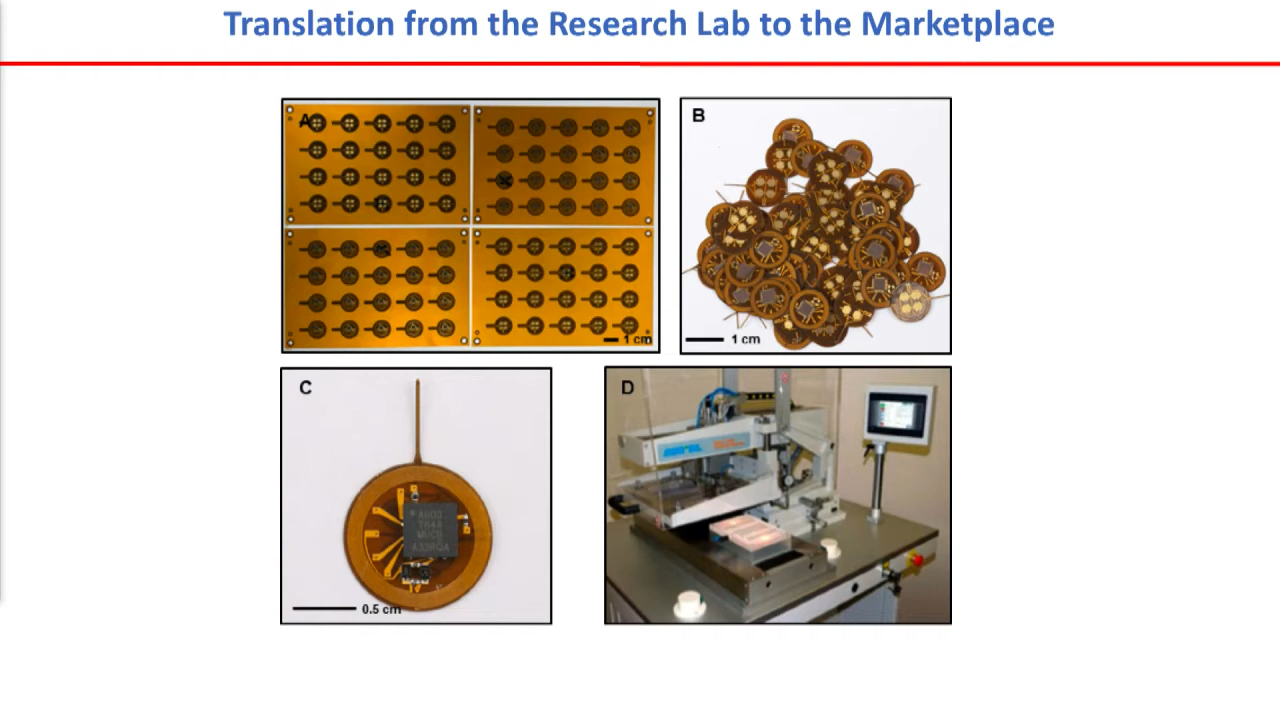 Translation from the Research Lab to the Marketplace
A
B
1 cm
1 cm
C
D
0.5 cm